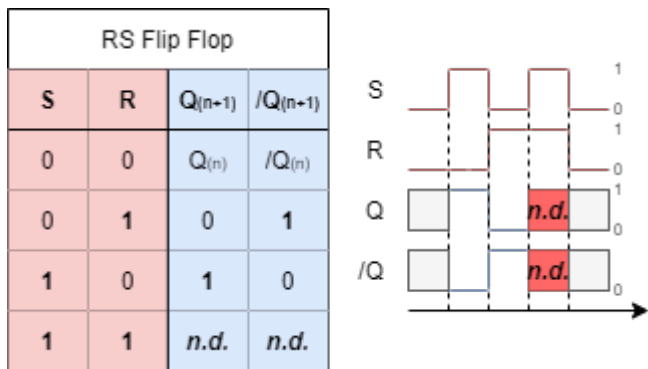 RS Flip Flop
S R Q(n+1) /Q(n+1)
0 0 Q(n) /Q(n)
0 1 0 1
1 0 1 0
1 1 n.d. n.d.
S 1
0
R 1
0
Q n.d. 1
0
/Q n.d.
0